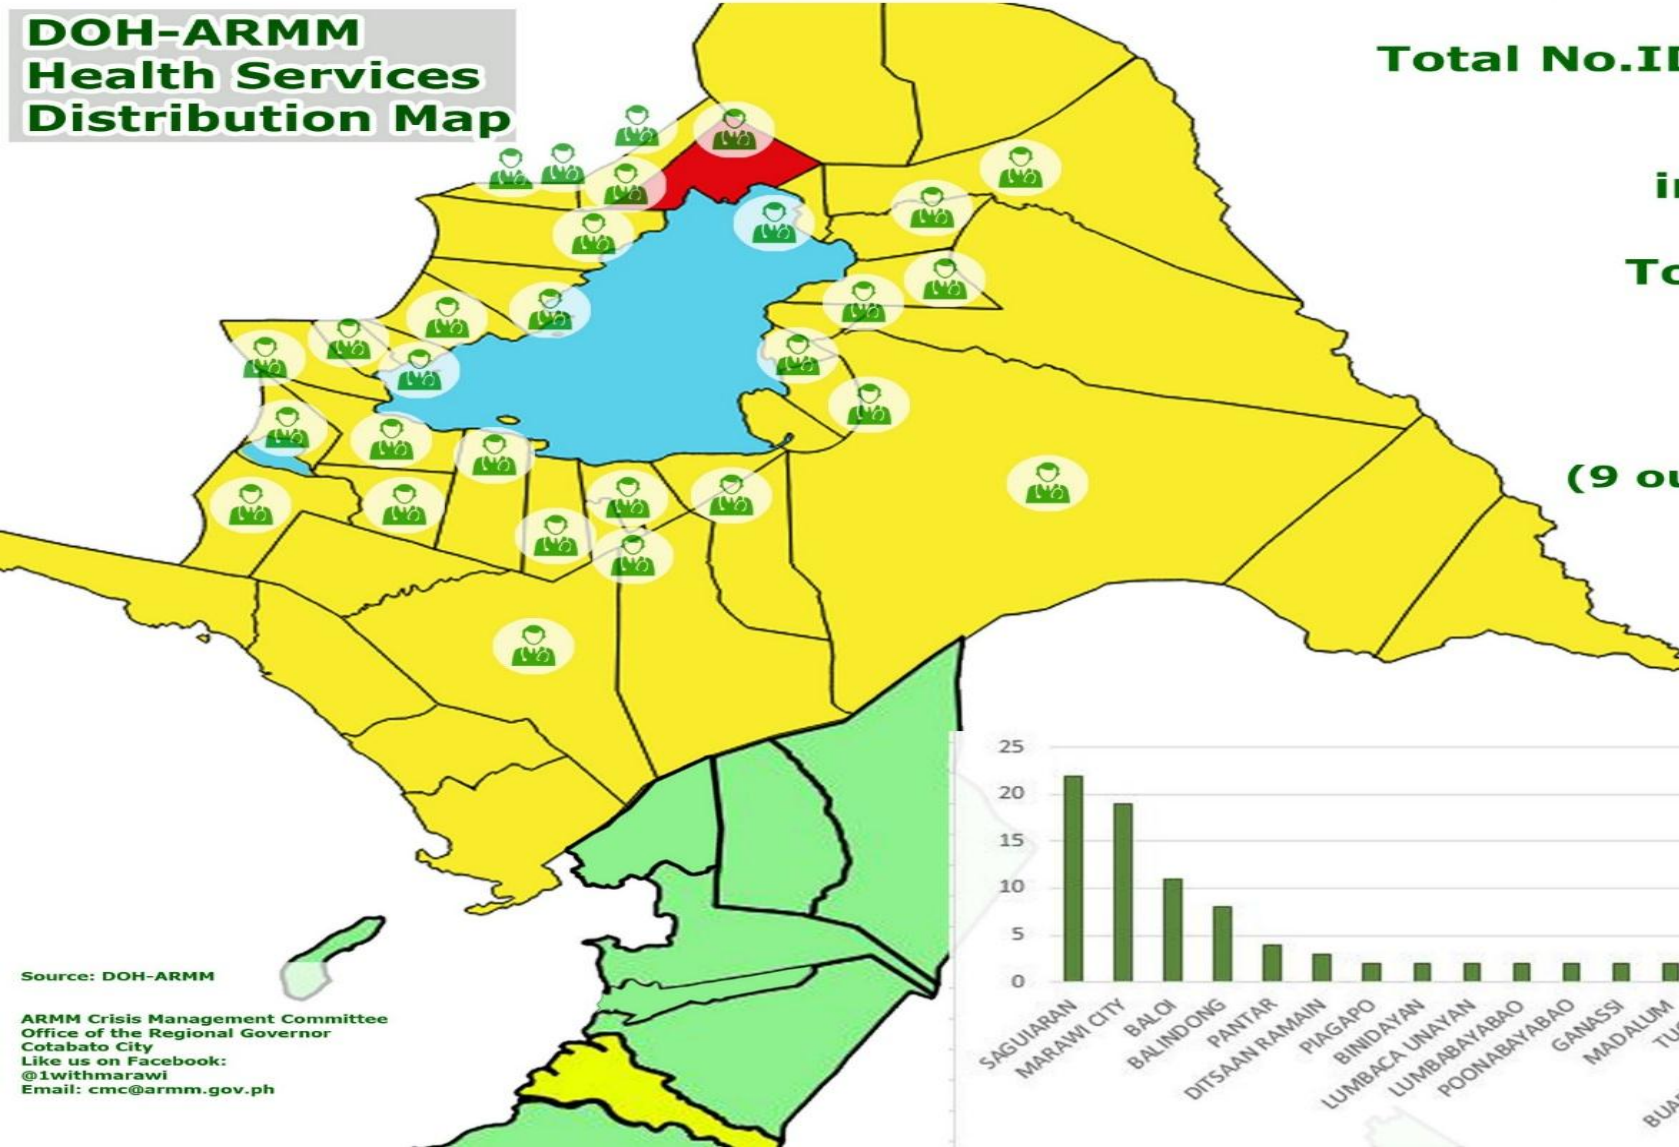 DOH-ARMM
Health Services
Distribution Map
Total No.
(9
Source: DOH-ARMM
ARMM Crisis Management Committee
Office of the Regional Governor
Cotabato City
Like us on Facebook:
@1withmarawi
Email: cmc@armm.gov.ph
25
20
15
10
5
0
SAGUIARAN
MARAWI CITY
BALOI
BALINDONG
PANTAR
DITSAAN RAMAIN
PIAGAPO
BINIDAYAN
LUMBACA UNAYAN
LUMBABAYABAO
POONABAYABAO
GANASSI
MADALUM